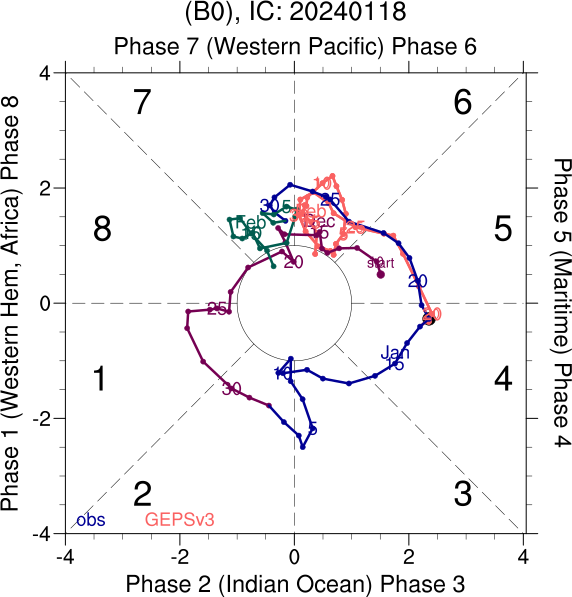 (B0), IC: 20240118
Phase 7 (Western Pacific) Phase 6
Phase 1 (Western Hem, Africa) Phase 8
Phase 5 (Maritime) Phase 4
4
2
0
-2
-4
7
6
8
5
1
4
2
3
10
30
25
5
Feb
Dec
5
25
20
start
20
25
20
Jan
15
10
30
5
obs
GEPSv3
-4
-2
0
2
4
Phase 2 (Indian Ocean) Phase 3